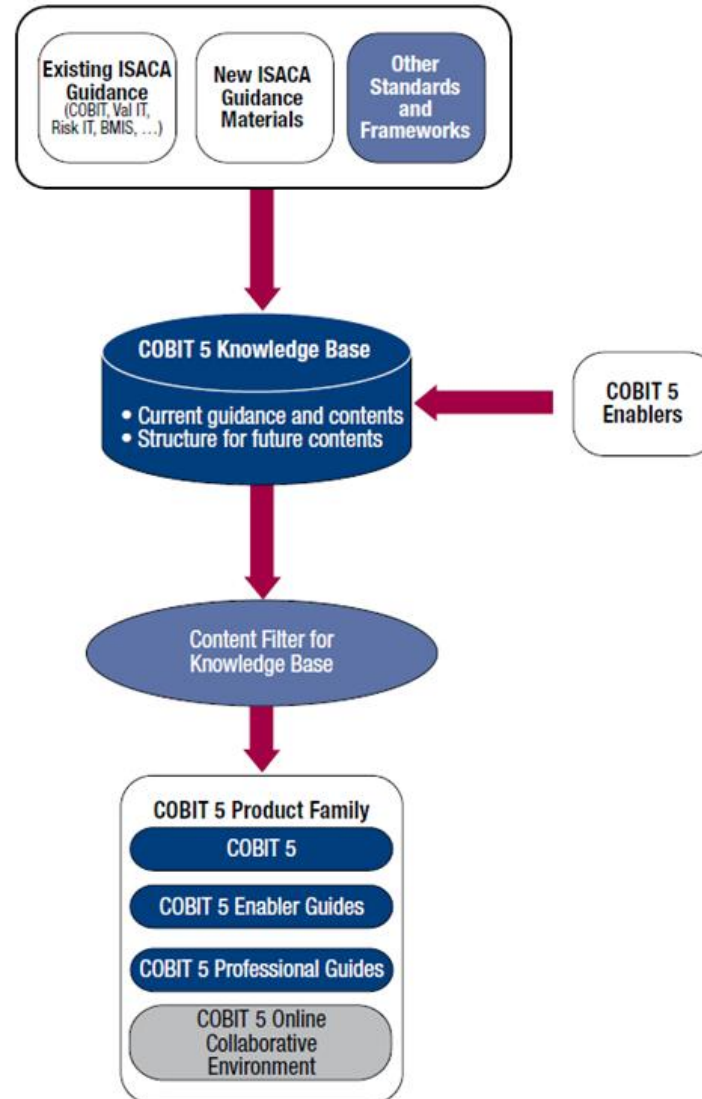 Existing ISACA
Guidance
(COBIT, Val IT,
Risk IT, BMIS, ...)
New ISACA
Guidance
Materials
Other
Standards
and
Frameworks
COBIT 5 Knowledge Base
• Current guidance and contents
• Structure for future contents
COBIT 5
Enablers
Content Filter for
Knowledge Base
COBIT 5 Product Family
COBIT 5
COBIT 5 Enabler Guides
COBIT 5 Professional Guides
COBIT 5 Online
Collaborative
Environment